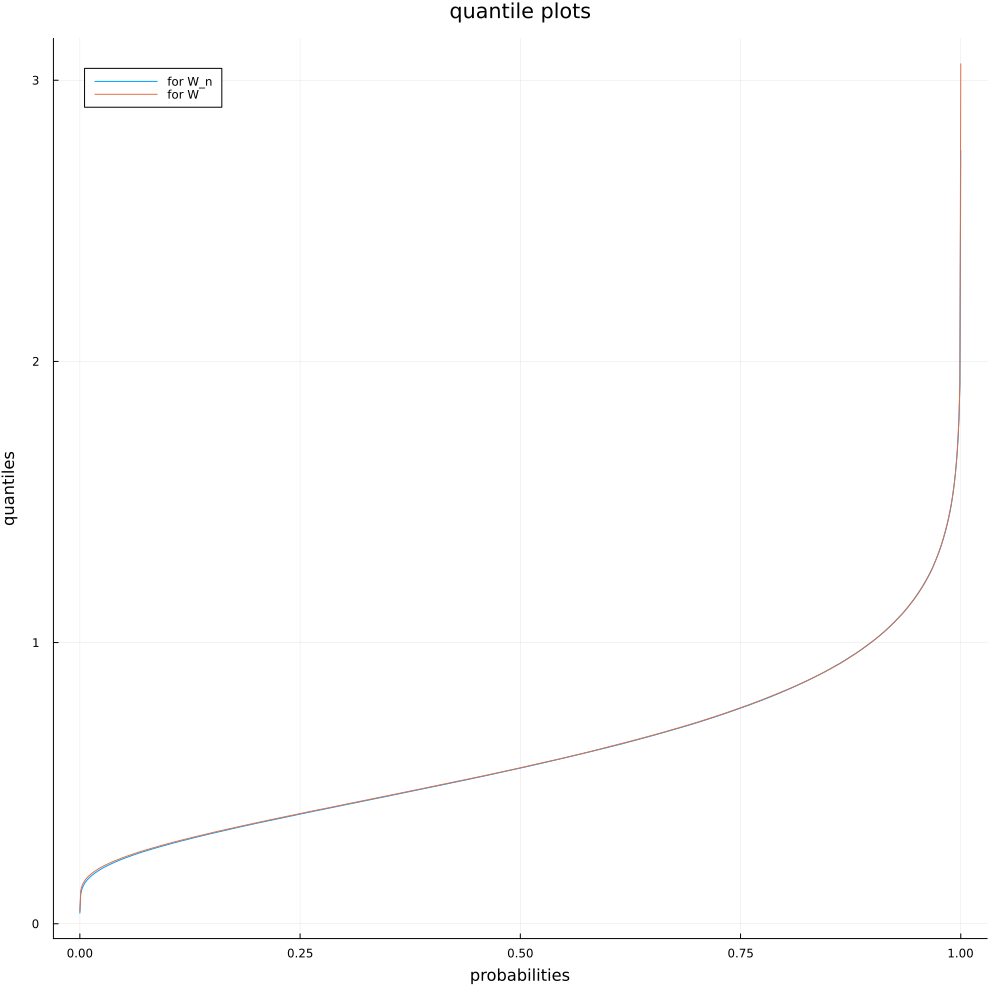 quantile plots
for W_n
for W
3
2
1
0
quantiles
0.00 0.25 0.50 0.75 1.00
probabilities